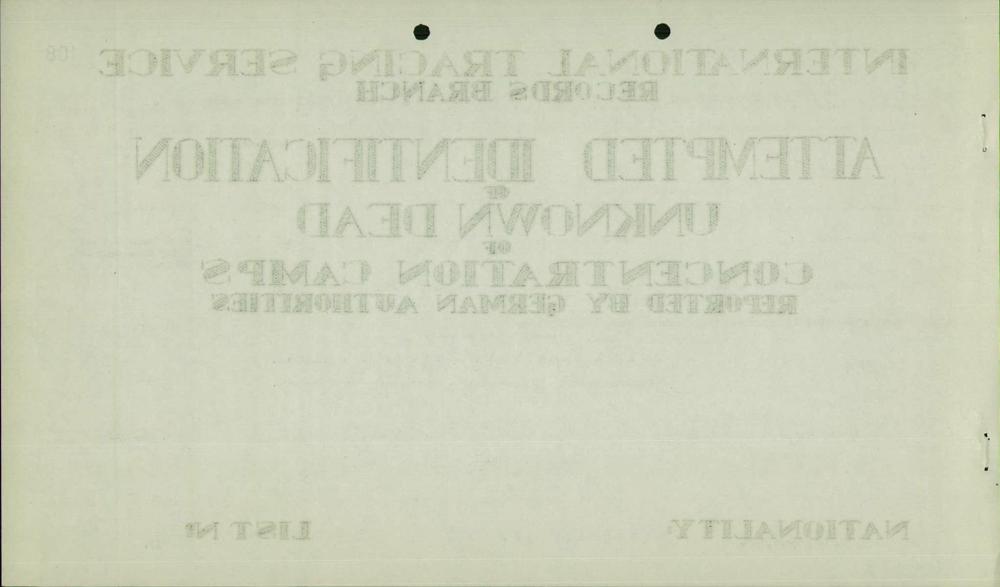 108
INTERNATIONAL TRACING SERVICE
RECORDS BRANCH
ATTEMPTED IDENTIFICATION
OF
UNKNOWN DEAD
OF
CONCENTRATION CAMPS
REPORTED BY GERMAN AUTHORITIES
NATIONALITY:
LIST Nº